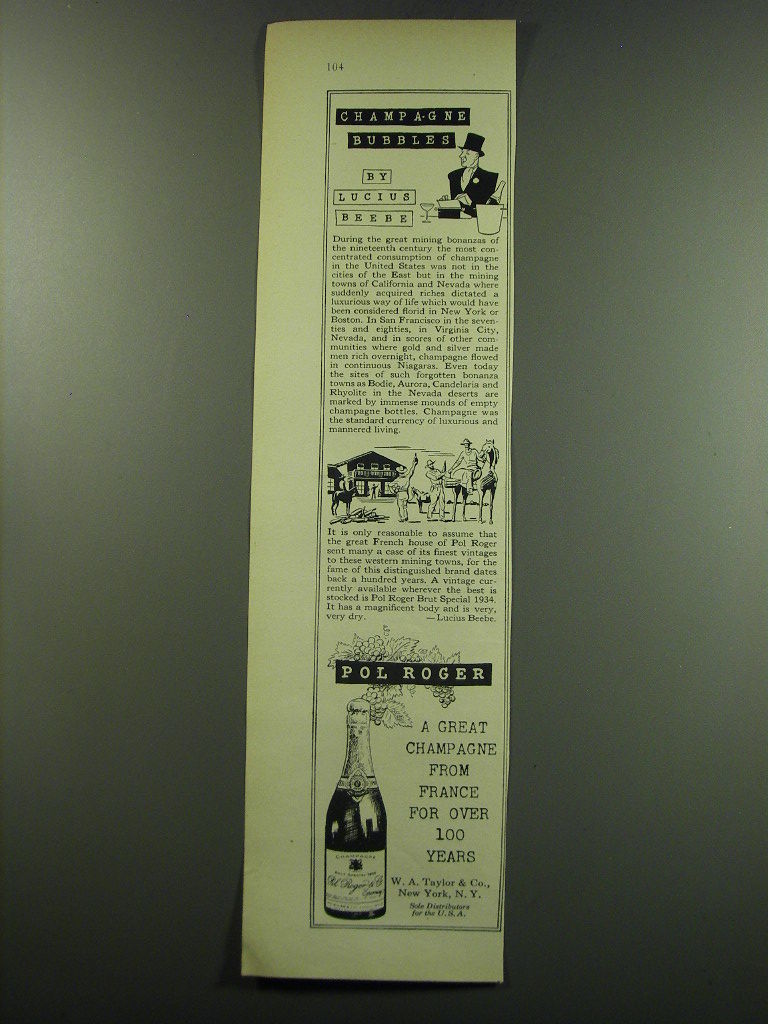 104
CHAMPAGNE
BUBBLES
BY
LUCIUS
BEEBE
During the great mining bonanzas of
the nineteenth century the most con-
centrated consumption of champagne
in the United States was not in the
cities of the East but in the mining
towns of California and Nevada where
suddenly acquired riches dictated a
luxurious way of life which would have
been considered florid in New York or
Boston. In San Francisco in the seven-
ties and eighties, in Virginia City,
Nevada, and in scores of other com-
munities where gold and silver made
men rich overnight, champagne flowed
in continuous Niagaras. Even today
the sites of such forgotten bonanza
towns as Bodie, Aurora, Candelaria and
Rhyolite in the Nevada deserts are
marked by immense mounds of empty
champagne bottles. Champagne was
the standard currency of luxurious and
mannered living.
It is only reasonable to assume that
the great French house of Pol Roger
sent many a case of its finest vintages
to these western mining towns, for the
fame of this distinguished brand dates
back a hundred years. A vintage cur-
rently available wherever the best is
stocked is Pol Roger Brut Special 1934.
It has a magnificent body and is very,
very dry. —Lucius Beebe.
POL ROGER
A GREAT
CHAMPAGNE
FROM
FRANCE
FOR OVER
100
YEARS
CHAMPAGNE
Pol Roger & Co
Epernay
W. A. Taylor & Co.,
New York, N. Y.
Sole Distributors
for the U. S. A.